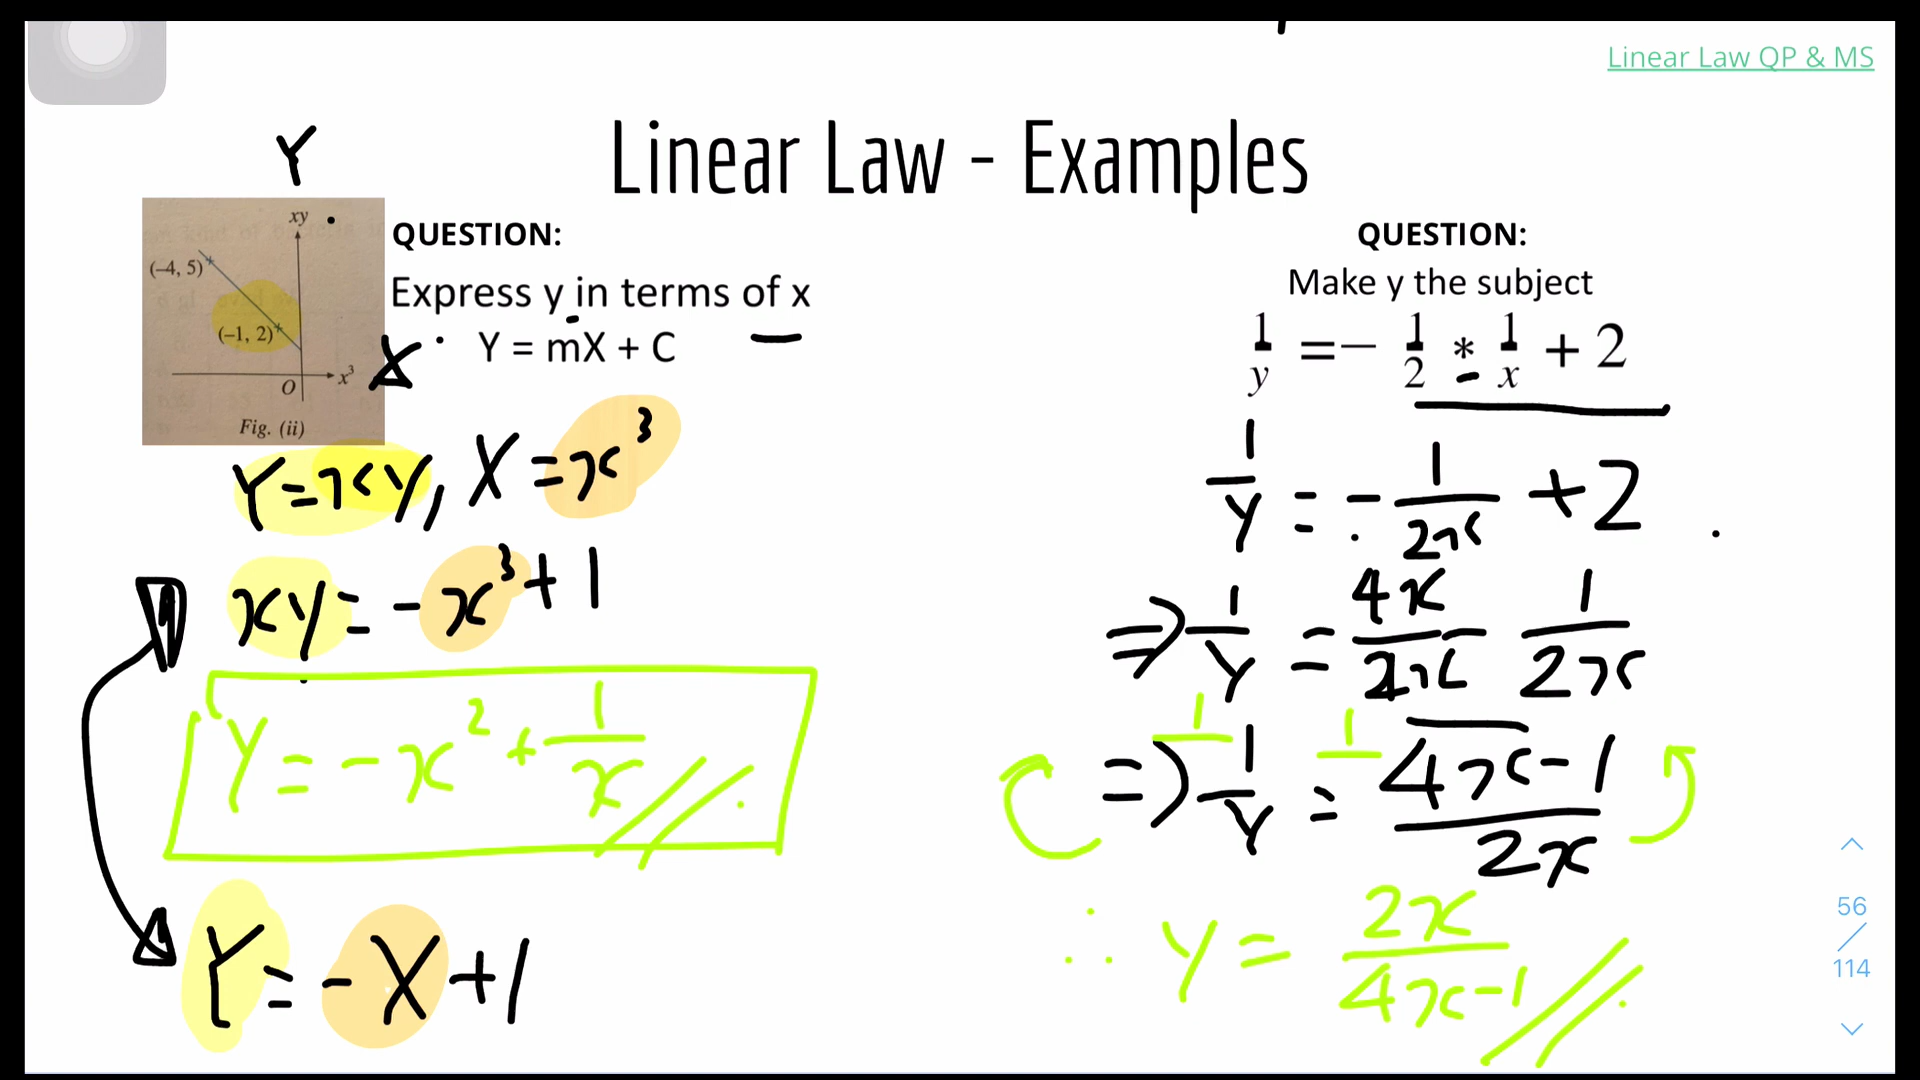 Linear Law QP & MS
Linear Law - Examples
Y
xy
(–4, 5)
(–1, 2)
O
x³
X
Fig. (ii)
QUESTION:
Express y in terms of x
Y = mX + C
Y = xy, X = x³
xy = -x³ + 1
y = -x² + 1/x
Y = -X + 1
QUESTION:
Make y the subject
1/y = − 1/2 * 1/x + 2
1/y = - 1/2x + 2
⇒ 1/y = 4x/2x - 1/2x
⇒ 1/y = 4x-1/2x
1 1
∴ y = 2x/4x-1
56
/
114